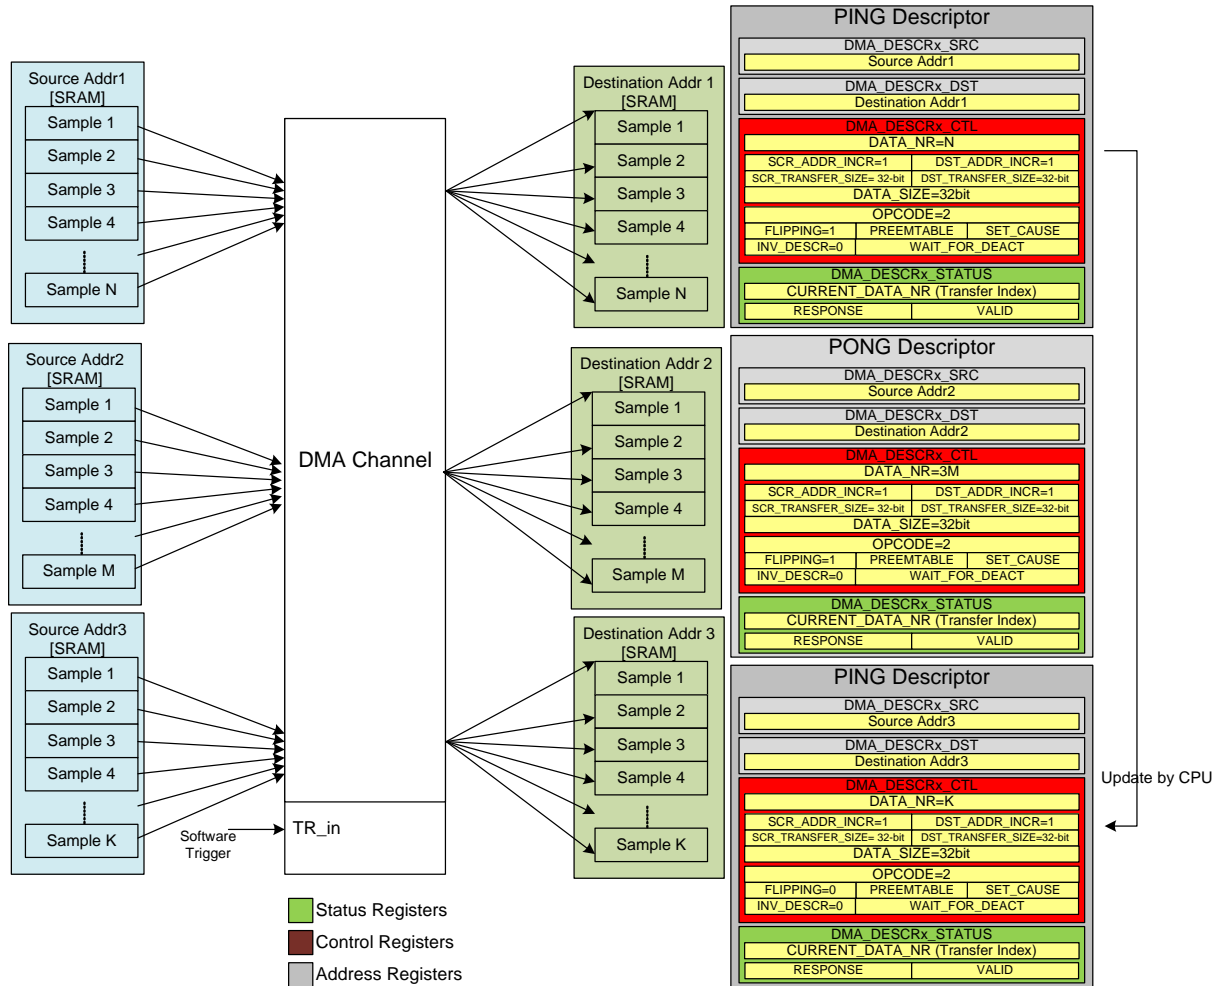 Source Addr1
[SRAM]
Sample 1
Sample 2
Sample 3
Sample 4
Sample N
Source Addr2
[SRAM]
Sample 1
Sample 2
Sample 3
Sample 4
Sample M
Source Addr3
[SRAM]
Sample 1
Sample 2
Sample 3
Sample 4
Sample K
Software
Trigger
DMA Channel
TR_in
Destination Addr 1
[SRAM]
Sample 1
Sample 2
Sample 3
Sample 4
Sample N
Destination Addr 2
[SRAM]
Sample 1
Sample 2
Sample 3
Sample 4
Sample M
Destination Addr 3
[SRAM]
Sample 1
Sample 2
Sample 3
Sample 4
Sample K
PING Descriptor
DMA_DESCRx_SRC
Source Addr1
DMA_DESCRx_DST
Destination Addr1
DMA_DESCRx_CTL
DATA_NR=N
SCR_ADDR_INCR=1 DST_ADDR_INCR=1
SCR_TRANSFER_SIZE= 32-bit DST_TRANSFER_SIZE=32-bit
DATA_SIZE=32bit
OPCODE=2
FLIPPING=1 PREEMTABLE SET_CAUSE
INV_DESCR=0 WAIT_FOR_DEACT
DMA_DESCRx_STATUS
CURRENT_DATA_NR (Transfer Index)
RESPONSE VALID
PONG Descriptor
DMA_DESCRx_SRC
Source Addr2
DMA_DESCRx_DST
Destination Addr2
DMA_DESCRx_CTL
DATA_NR=3M
SCR_ADDR_INCR=1 DST_ADDR_INCR=1
SCR_TRANSFER_SIZE= 32-bit DST_TRANSFER_SIZE=32-bit
DATA_SIZE=32bit
OPCODE=2
FLIPPING=1 PREEMTABLE SET_CAUSE
INV_DESCR=0 WAIT_FOR_DEACT
DMA_DESCRx_STATUS
CURRENT_DATA_NR (Transfer Index)
RESPONSE VALID
PING Descriptor
DMA_DESCRx_SRC
Source Addr3
DMA_DESCRx_DST
Destination Addr3
DMA_DESCRx_CTL
DATA_NR=K
SCR_ADDR_INCR=1 DST_ADDR_INCR=1
SCR_TRANSFER_SIZE= 32-bit DST_TRANSFER_SIZE=32-bit
DATA_SIZE=32bit
OPCODE=2
FLIPPING=0 PREEMTABLE SET_CAUSE
INV_DESCR=0 WAIT_FOR_DEACT
DMA_DESCRx_STATUS
CURRENT_DATA_NR (Transfer Index)
RESPONSE VALID
Update by CPU
Status Registers
Control Registers
Address Registers